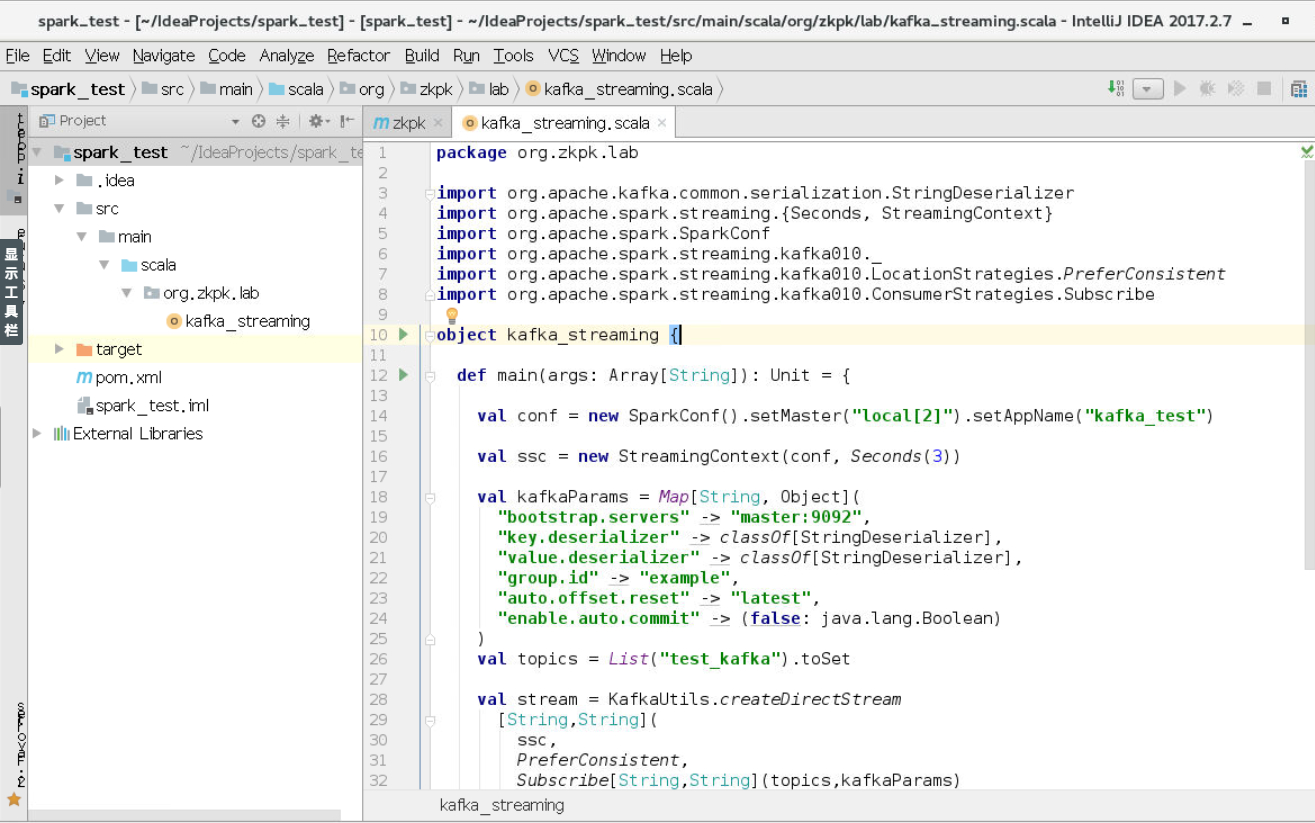 spark_test - [~/IdeaProjects/spark_test] - [spark_test] - ~/IdeaProjects/spark_test/src/main/scala/org/zkpk/lab/kafka_streaming.scala - IntelliJ IDEA 2017.2.7
File Edit View Navigate Code Analyze Refactor Build Run Tools VCS Window Help
spark_test src main scala org zkpk lab kafka_streaming.scala
Project
zkpk kafka_streaming.scala
spark_test ~/IdeaProjects/spark_te
.idea
src
main
scala
org.zkpk.lab
kafka_streaming
target
pom.xml
spark_test.iml
External Libraries
显示工具栏
1 package org.zkpk.lab
2
3 import org.apache.kafka.common.serialization.StringDeserializer
4 import org.apache.spark.streaming.{Seconds, StreamingContext}
5 import org.apache.spark.SparkConf
6 import org.apache.spark.streaming.kafka010._
7 import org.apache.spark.streaming.kafka010.LocationStrategies.PreferConsistent
8 import org.apache.spark.streaming.kafka010.ConsumerStrategies.Subscribe
9
10 object kafka_streaming {
11
12 def main(args: Array[String]): Unit = {
13
14 val conf = new SparkConf().setMaster("local[2]").setAppName("kafka_test")
15
16 val ssc = new StreamingContext(conf, Seconds(3))
17
18 val kafkaParams = Map[String, Object](
19 "bootstrap.servers" -> "master:9092",
20 "key.deserializer" -> classOf[StringDeserializer],
21 "value.deserializer" -> classOf[StringDeserializer],
22 "group.id" -> "example",
23 "auto.offset.reset" -> "latest",
24 "enable.auto.commit" -> (false: java.lang.Boolean)
25 )
26 val topics = List("test_kafka").toSet
27
28 val stream = KafkaUtils.createDirectStream
29 [String,String](
30 ssc,
31 PreferConsistent,
32 Subscribe[String,String](topics,kafkaParams)
kafka_streaming